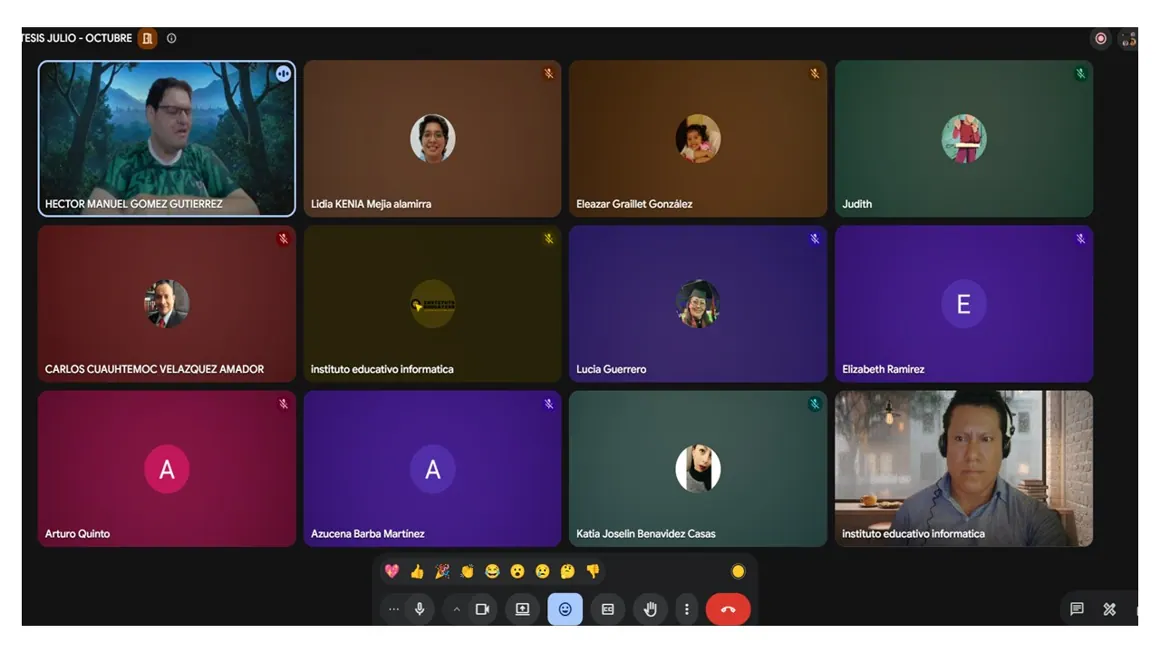 TESIS JULIO - OCTUBRE
HECTOR MANUEL GOMEZ GUTIERREZ
Lidia KENIA Mejia alamirra
Eleazar Graillet González
Judith
CARLOS CUAUHTEMOC VELAZQUEZ AMADOR
INSTITUTO
instituto educativo informatica
Lucia Guerrero
E
Elizabeth Ramirez
A
Arturo Quinto
A
Azucena Barba Martínez
Katia Joselin Benavidez Casas
instituto educativo informatica